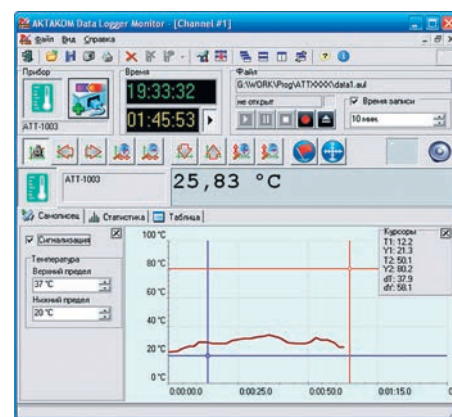 AKTAKOM Data Logger Monitor - [Channel #1]
Файл Вид Справка
Прибор
Время
Файл
19:33:32
G:\WORK\Prog\ATTXXXX\data1.aul
не открыт
Время записи
01:45:53
10 мин.
ATT-1003
ATT-1003
25,83 °C
Самописец
Статистика
Таблица
Сигнализация
Температура
Верхний предел
37 °C
Нижний предел
20 °C
100 °C
80 °C
60 °C
40 °C
20 °C
0 °C
0:00:00.0
0:00:25.0
0:00:50.0
0:01:15.0
Курсоры
T1: 12.2
Y1: 21.3
T2: 50.1
Y2: 80.2
dT: 37.9
dY: 58.1